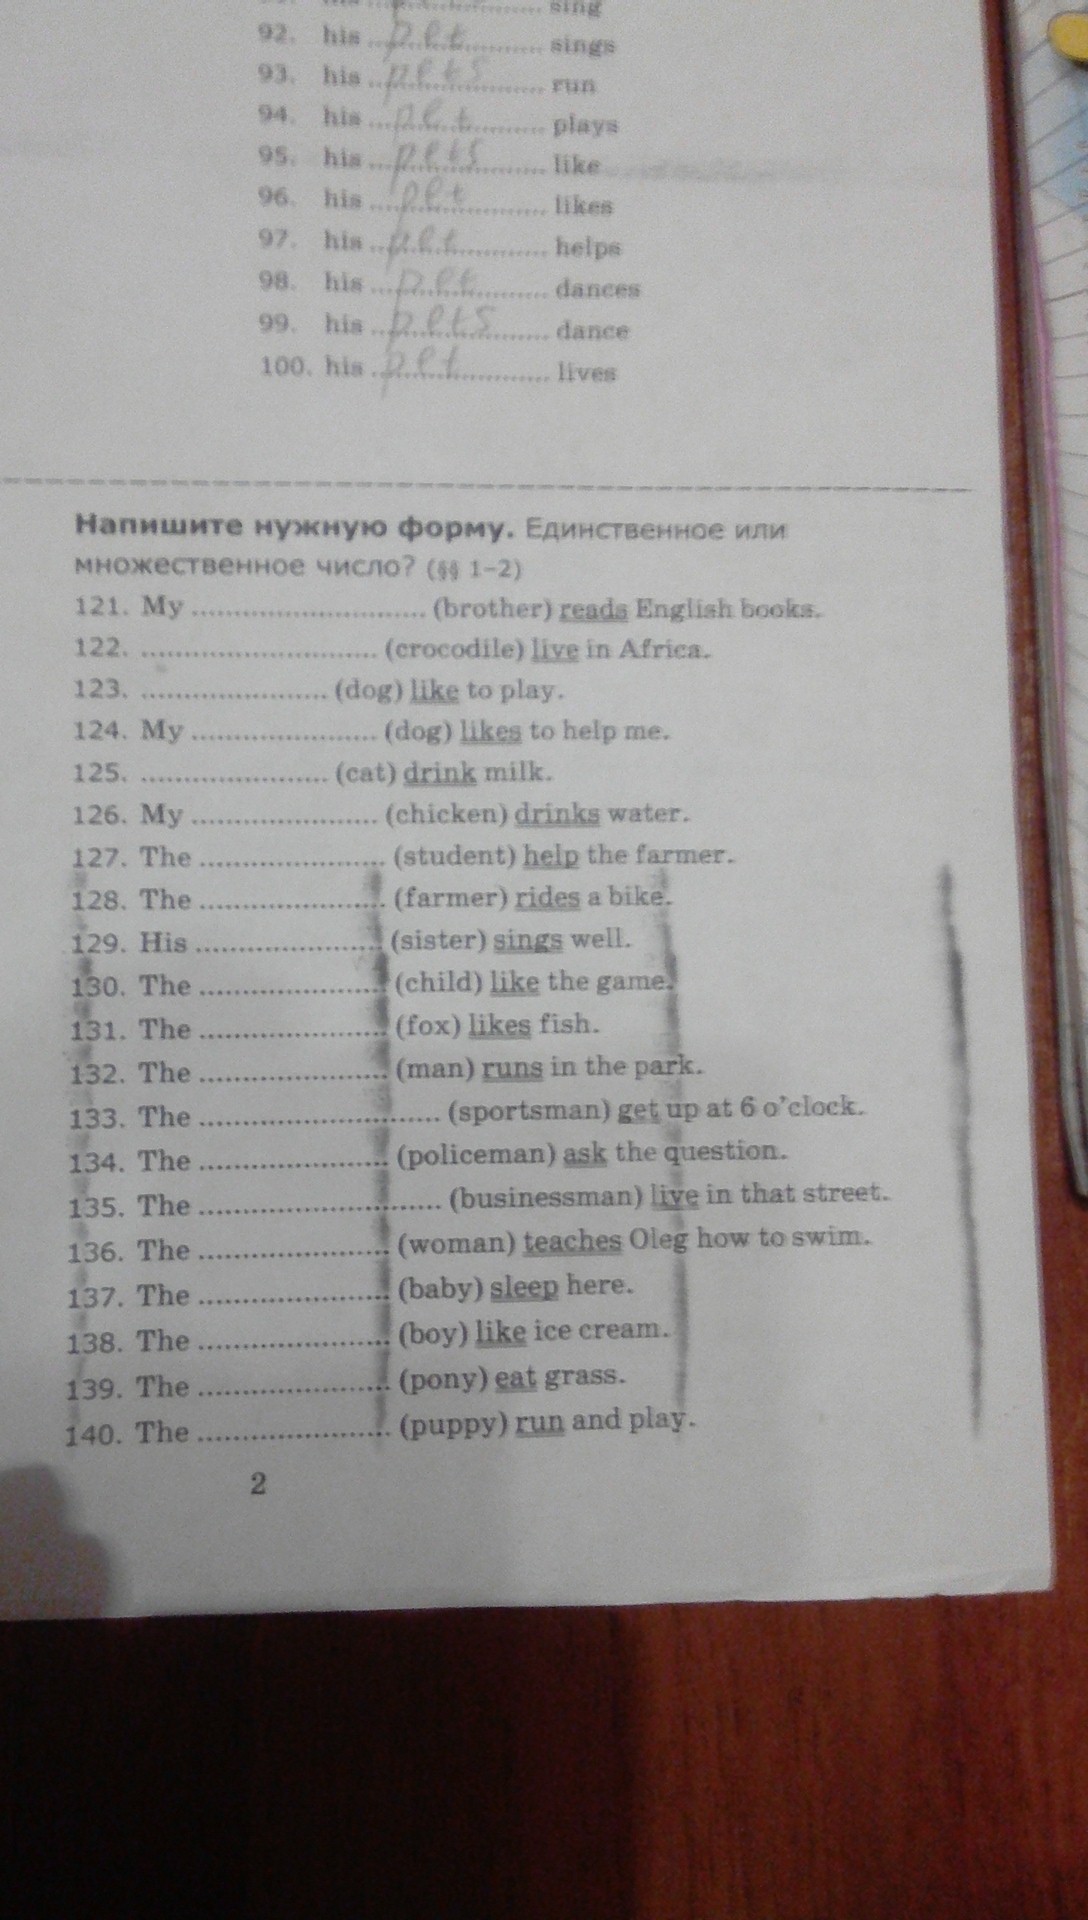 his ........................ sing
92. his ... pet ... sings
93. his ... pets ... run
94. his ... pet ... plays
95. his ... pets ... like
96. his ... pet ... likes
97. his ... pet ... helps
98. his ... pet ... dances
99. his ... pets ... dance
100. his ... pet ... lives
Напишите нужную форму. Единственное или
множественное число? (§§ 1–2)
121. My ............................ (brother) reads English books.
122. ............................ (crocodile) live in Africa.
123. ....................... (dog) like to play.
124. My ....................... (dog) likes to help me.
125. ....................... (cat) drink milk.
126. My ....................... (chicken) drinks water.
127. The ....................... (student) help the farmer.
128. The ....................... (farmer) rides a bike.
129. His ....................... (sister) sings well.
130. The ....................... (child) like the game.
131. The ....................... (fox) likes fish.
132. The ....................... (man) runs in the park.
133. The ............................. (sportsman) get up at 6 o'clock.
134. The ....................... (policeman) ask the question.
135. The ............................. (businessman) live in that street.
136. The ....................... (woman) teaches Oleg how to swim.
137. The ....................... (baby) sleep here.
138. The ....................... (boy) like ice cream.
139. The ....................... (pony) eat grass.
140. The ....................... (puppy) run and play.
2